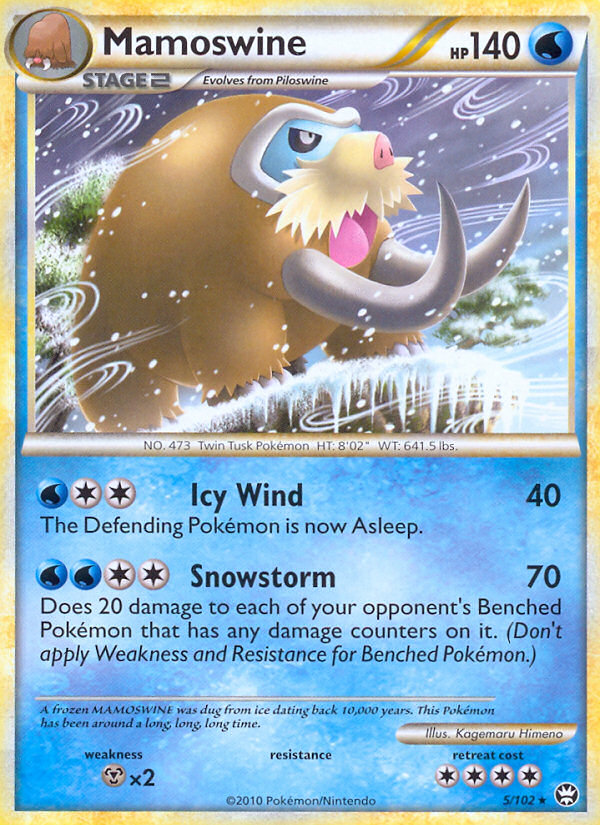 Mamoswine
HP 140
STAGE 2
Evolves from Piloswine
NO. 473 Twin Tusk Pokémon HT: 8'02" WT: 641.5 lbs.
Icy Wind 40
The Defending Pokémon is now Asleep.
Snowstorm 70
Does 20 damage to each of your opponent's Benched
Pokémon that has any damage counters on it. (Don't
apply Weakness and Resistance for Benched Pokémon.)
A frozen MAMOSWINE was dug from ice dating back 10,000 years. This Pokémon
has been around a long, long, long time.
Illus. Kagemaru Himeno
weakness resistance retreat cost
×2
©2010 Pokémon/Nintendo 5/102 ★